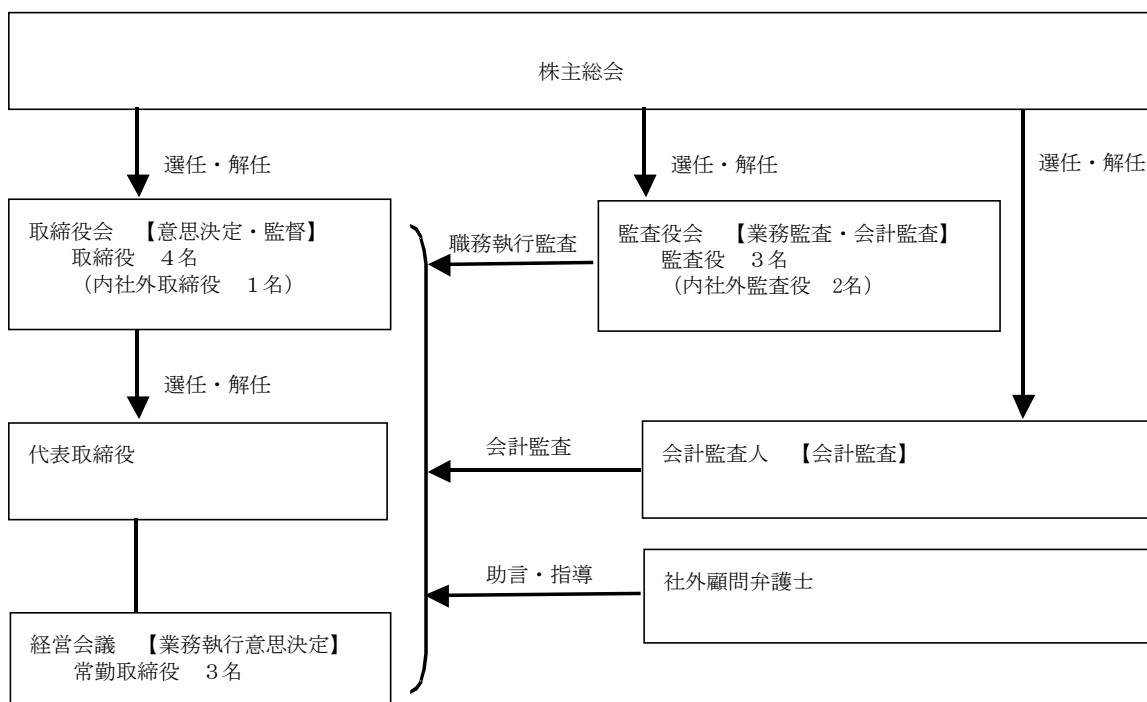 株主総会
選任・解任
選任・解任
選任・解任
取締役会　【意思決定・監督】
取締役　４名
（内社外取締役　１名）
職務執行監査
監査役会　【業務監査・会計監査】
監査役　３名
（内社外監査役　2名）
選任・解任
代表取締役
会計監査
会計監査人　【会計監査】
助言・指導
社外顧問弁護士
経営会議　【業務執行意思決定】
常勤取締役　３名